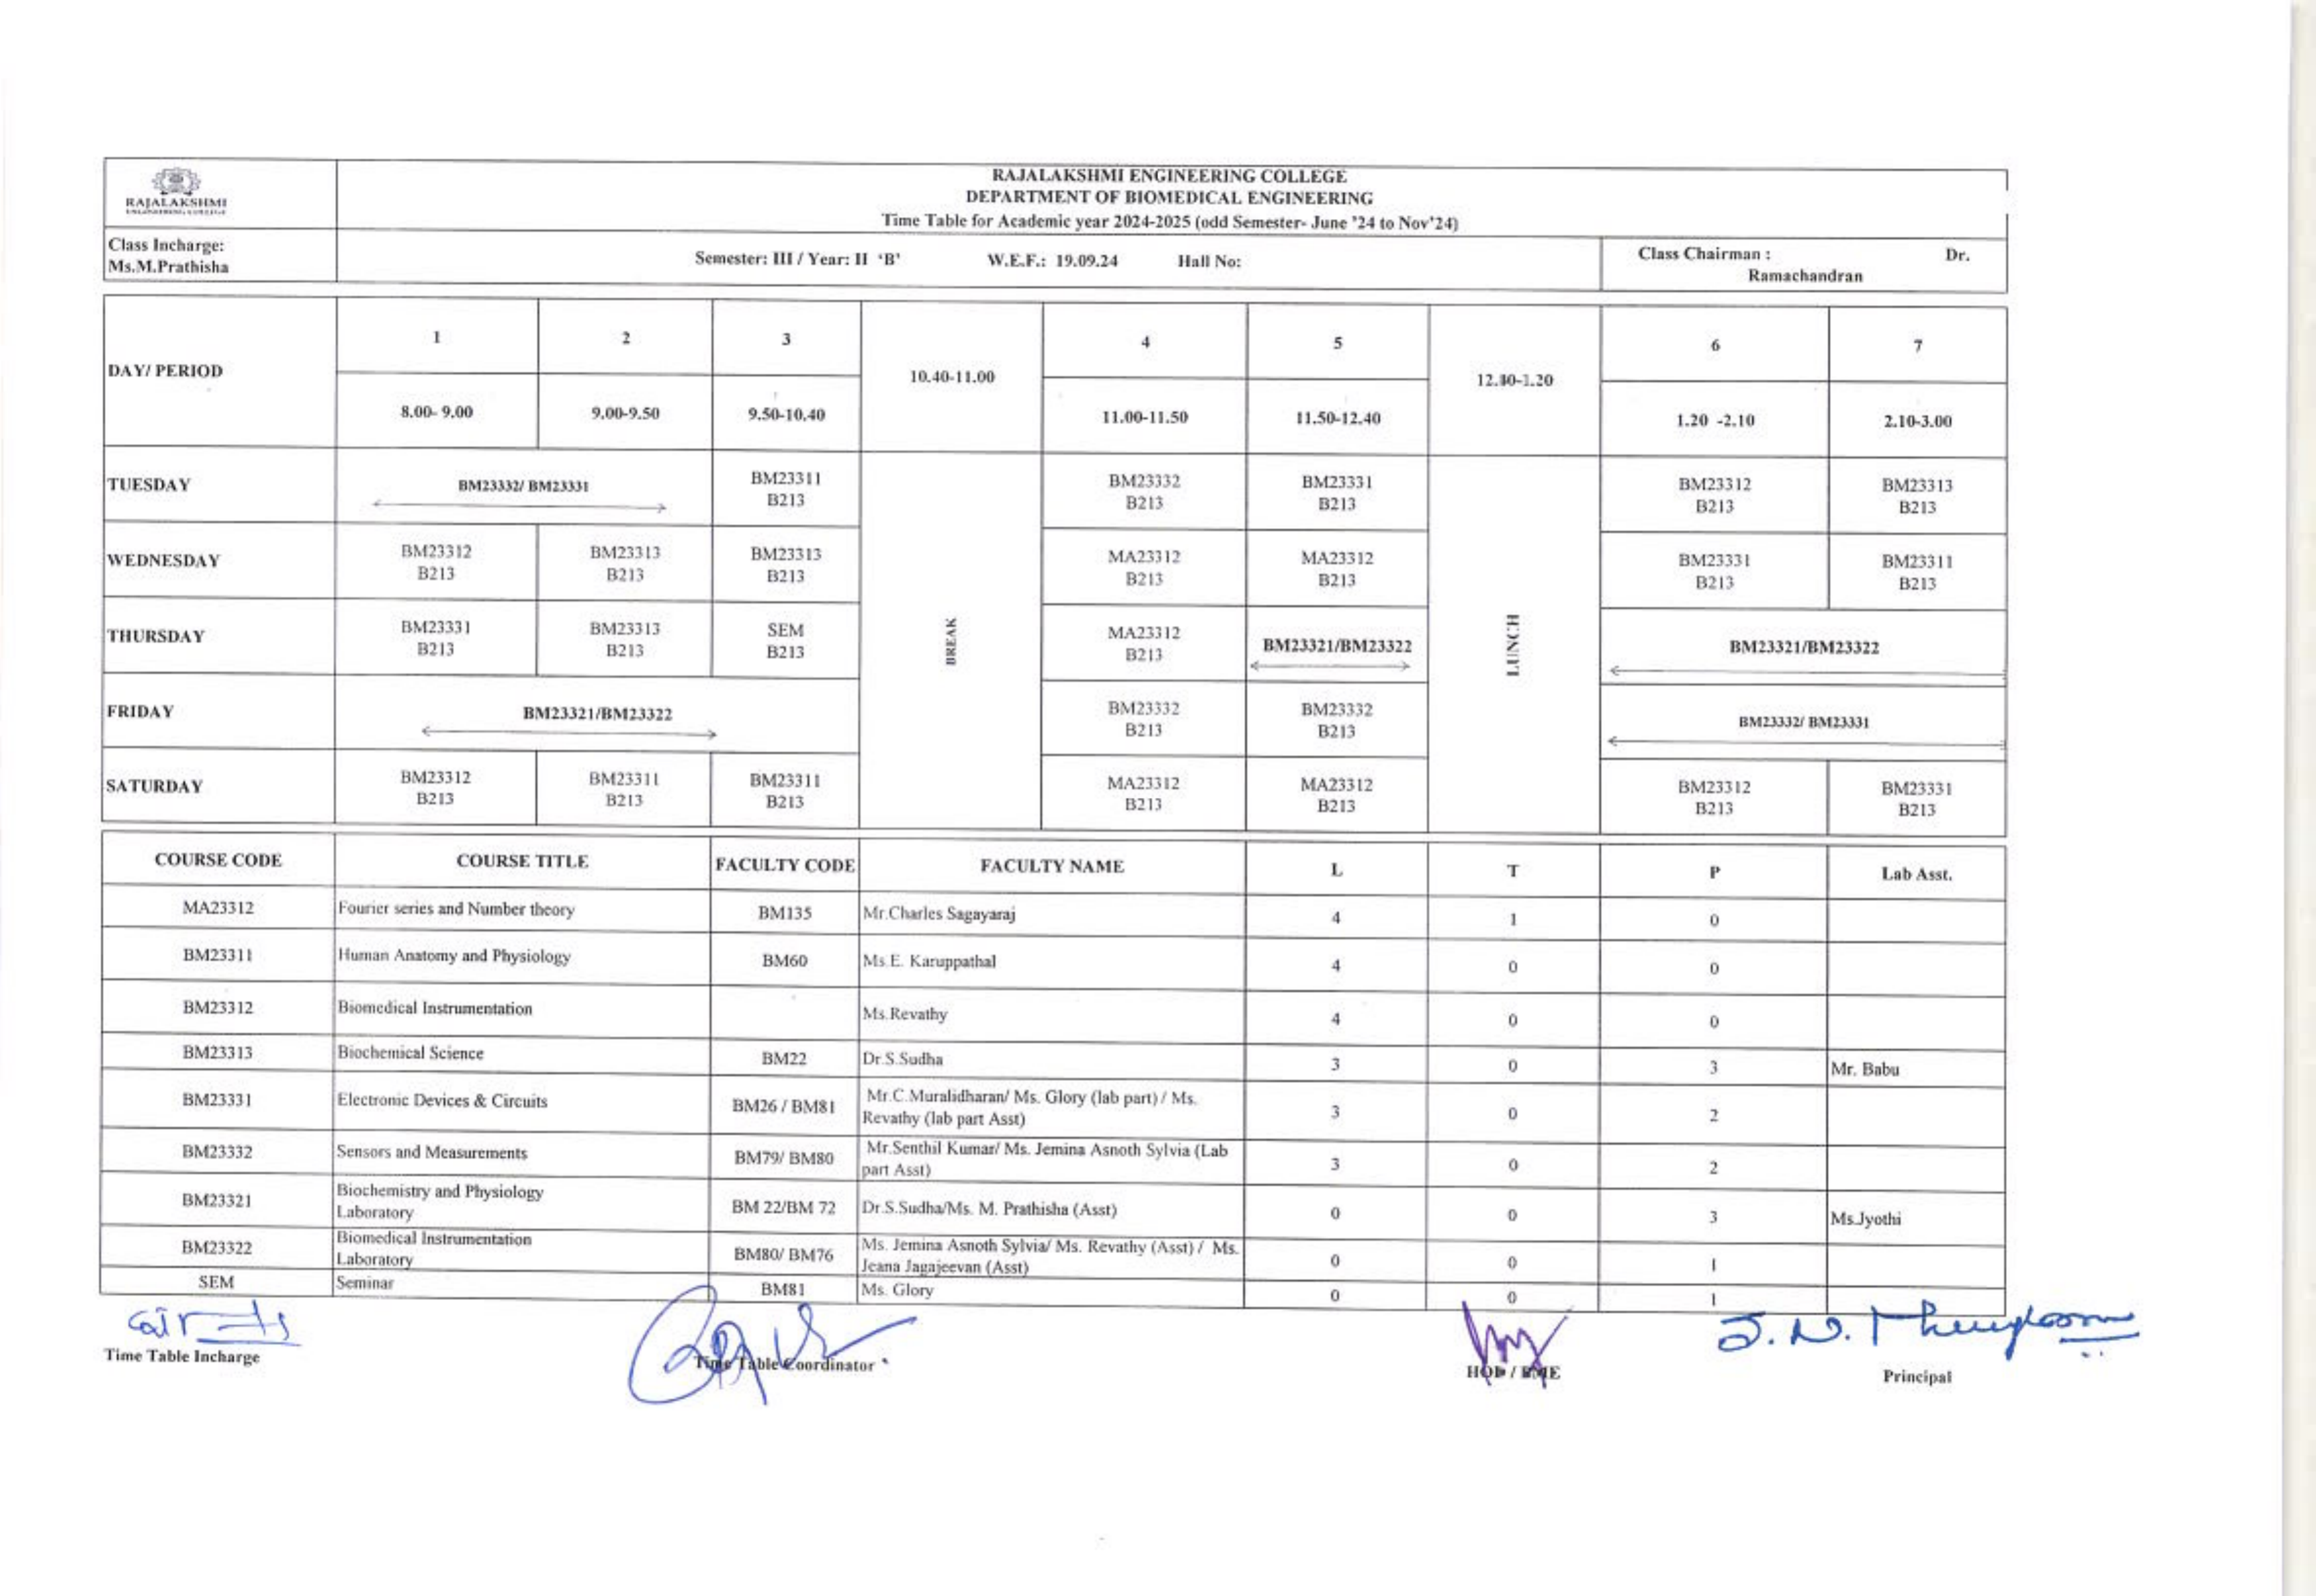 RAJALAKSHMI
ENGINEERING COLLEGE
RAJALAKSHMI ENGINEERING COLLEGE
DEPARTMENT OF BIOMEDICAL ENGINEERING
Time Table for Academic year 2024-2025 (odd Semester- June '24 to Nov'24)
Class Incharge:
Ms.M.Prathisha
Semester: III / Year: II 'B' W.E.F.: 19.09.24 Hall No:
Class Chairman : Dr.
Ramachandran
DAY/ PERIOD 1 2 3 10.40-11.00 4 5 6 7
8.00- 9.00 9.00-9.50 9.50-10.40 11.00-11.50 11.50-12.40 1.20 -2.10 2.10-3.00
BREAK
LUNCH
TUESDAY BM23332/ BM23331 BM23311 BM23332 BM23331 BM23312 BM23313
B213 B213 B213 B213 B213
WEDNESDAY BM23312 BM23313 BM23313 MA23312 MA23312 BM23331 BM23311
B213 B213 B213 B213 B213 B213 B213
THURSDAY BM23331 BM23313 SEM MA23312 BM23321/BM23322 BM23321/BM23322
B213 B213 B213 B213
FRIDAY BM23321/BM23322 BM23332 BM23332 BM23332/ BM23331
B213 B213
SATURDAY BM23312 BM23311 BM23311 MA23312 MA23312 BM23312 BM23331
B213 B213 B213 B213 B213 B213 B213
COURSE CODE COURSE TITLE FACULTY CODE FACULTY NAME L T P Lab Asst.
MA23312 Fourier series and Number theory BM135 Mr.Charles Sagayaraj 4 1 0
BM23311 Human Anatomy and Physiology BM60 Ms.E. Karuppathal 4 0 0
BM23312 Biomedical Instrumentation Ms.Revathy 4 0 0
BM23313 Biochemical Science BM22 Dr.S.Sudha 3 0 3 Mr. Babu
BM23331 Electronic Devices & Circuits BM26 / BM81 Mr.C.Muralidharan/ Ms. Glory (lab part) / Ms.
Revathy (lab part Asst) 3 0 2
BM23332 Sensors and Measurements BM79/ BM80 Mr.Senthil Kumar/ Ms. Jemina Asnoth Sylvia (Lab
part Asst) 3 0 2
BM23321 Biochemistry and Physiology
Laboratory BM 22/BM 72 Dr.S.Sudha/Ms. M. Prathisha (Asst) 0 0 3 Ms.Jyothi
BM23322 Biomedical Instrumentation
Laboratory BM80/ BM76 Ms. Jemina Asnoth Sylvia/ Ms. Revathy (Asst) / Ms.
Jeana Jagajeevan (Asst) 0 0 1
SEM Seminar BM81 Ms. Glory 0 0 1
Time Table Incharge
Time Table Coordinator
HOD / BME
Principal